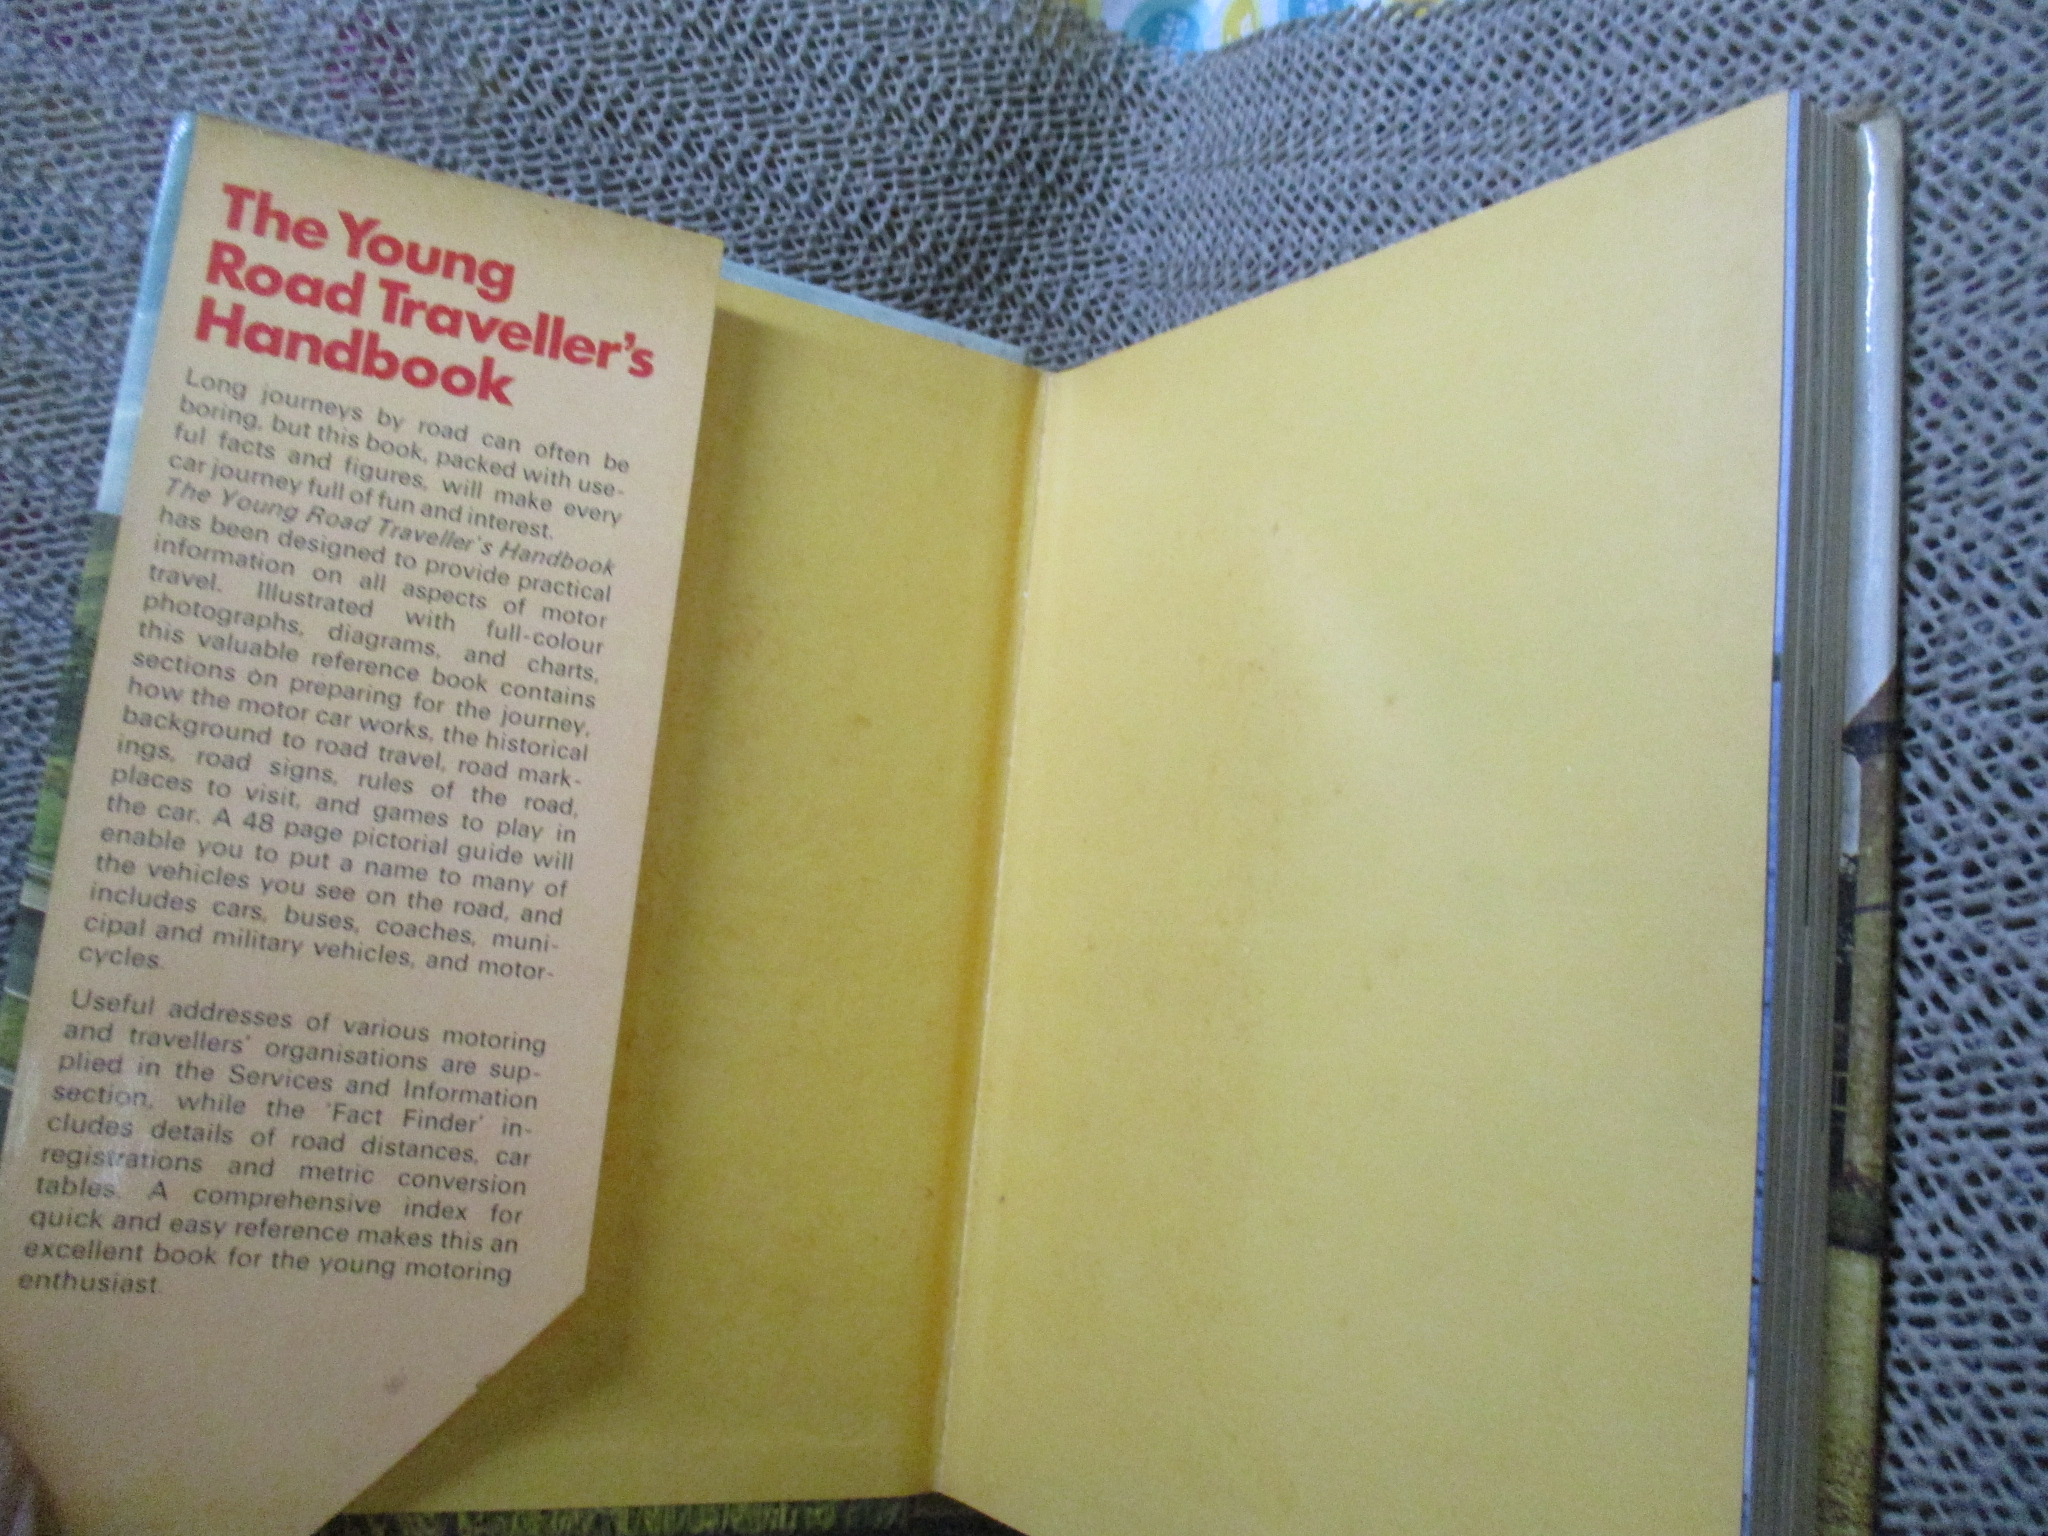 The Young
Road Traveller's
Handbook
Long journeys by road can often be
boring, but this book, packed with use-
ful facts and figures, will make every
car journey full of fun and interest.
The Young Road Traveller's Handbook
has been designed to provide practical
information on all aspects of motor
travel. Illustrated with full-colour
photographs, diagrams, and charts,
this valuable reference book contains
sections on preparing for the journey,
how the motor car works, the historical
background to road travel, road mark-
ings, road signs, rules of the road,
places to visit, and games to play in
the car. A 48 page pictorial guide will
enable you to put a name to many of
the vehicles you see on the road, and
includes cars, buses, coaches, muni-
cipal and military vehicles, and motor-
cycles.
Useful addresses of various motoring
and travellers' organisations are sup-
plied in the Services and Information
section, while the 'Fact Finder' in-
cludes details of road distances, car
registrations and metric conversion
tables. A comprehensive index for
quick and easy reference makes this an
excellent book for the young motoring
enthusiast.